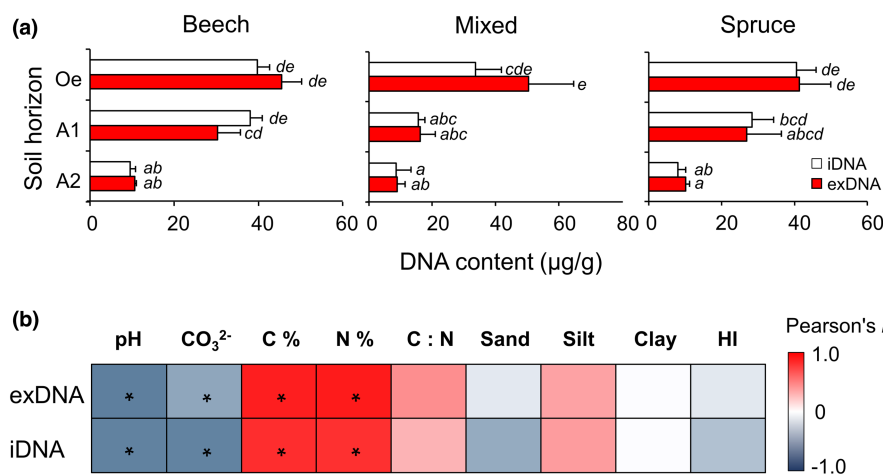 (a)
Beech
Mixed
Spruce
Soil horizon
Oe
A1
A2
de
de
de
cd
ab
ab
cde
e
abc
abc
a
ab
de
de
bcd
abcd
ab
a
iDNA
exDNA
0 20 40 60
0 20 40 60 80
0 20 40 60
DNA content (µg/g)
(b)
pH CO₃²⁻ C % N % C : N Sand Silt Clay HI
Pearson's
exDNA * * * *
iDNA * * * *
1.0
0
-1.0